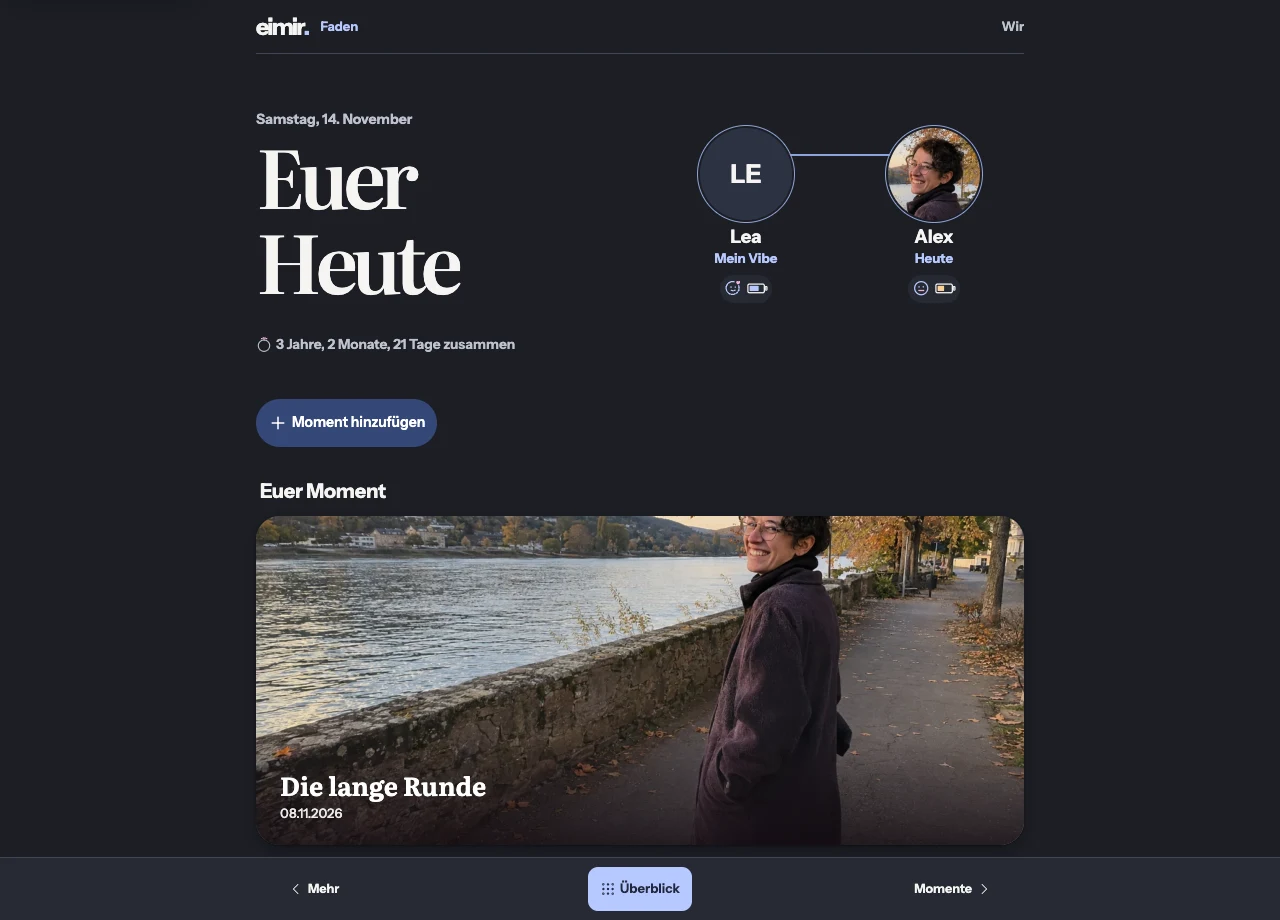 eimir. Faden
Wir
Samstag, 14. November
Euer
Heute
3 Jahre, 2 Monate, 21 Tage zusammen
LE
Lea
Mein Vibe
Alex
Heute
Moment hinzufügen
Euer Moment
Die lange Runde
08.11.2026
Mehr
Überblick
Momente